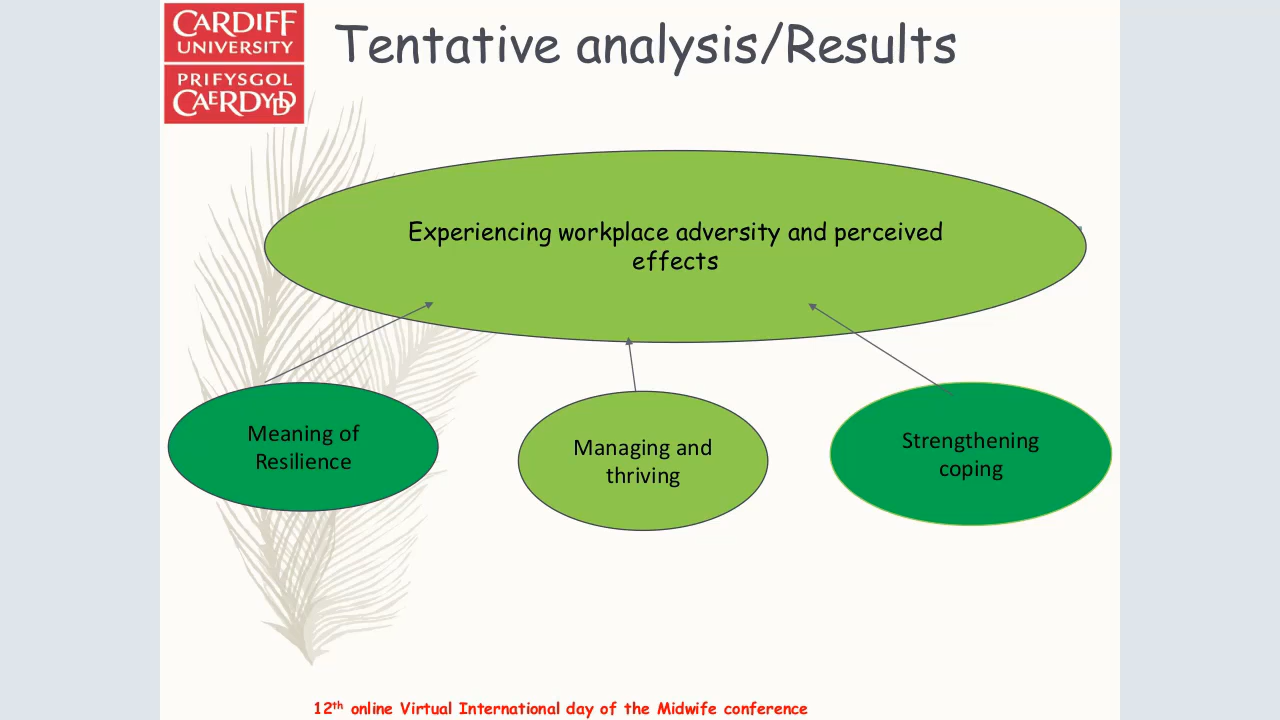 CARDIFF
UNIVERSITY
PRIFYSGOL
CAERDYDD
Tentative analysis/Results
Experiencing workplace adversity and perceived
effects
Meaning of
Resilience
Managing and
thriving
Strengthening
coping
12th online Virtual International day of the Midwife conference